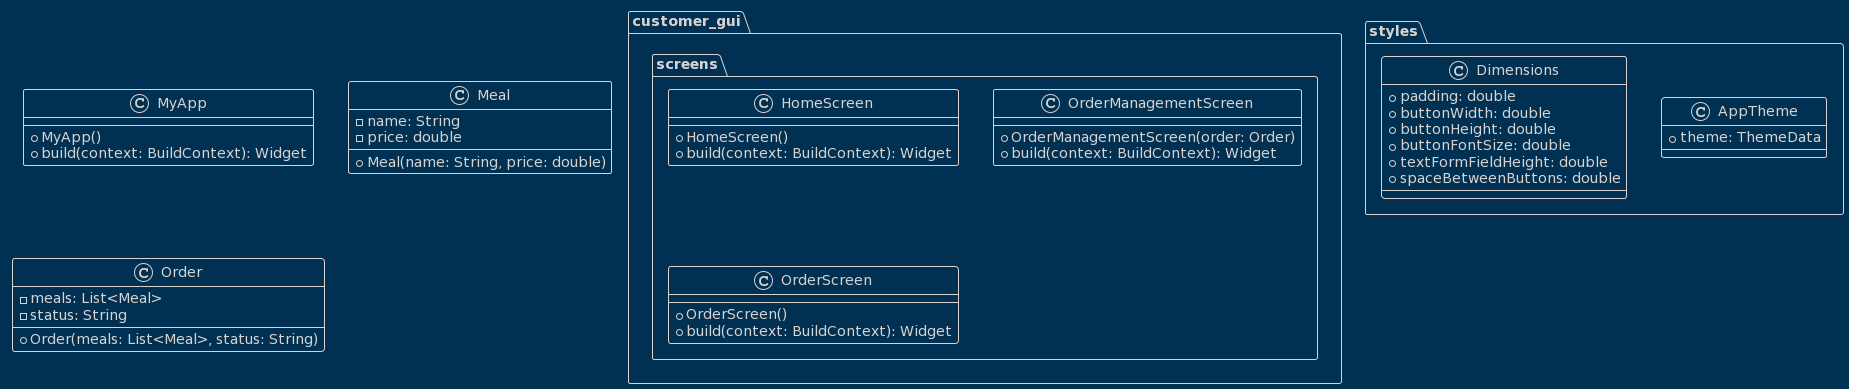 C MyApp
MyApp()
build(context: BuildContext): Widget
C Meal
name: String
price: double
Meal(name: String, price: double)
C Order
meals: List<Meal>
status: String
Order(meals: List<Meal>, status: String)
customer_gui
screens
C HomeScreen
HomeScreen()
build(context: BuildContext): Widget
C OrderManagementScreen
OrderManagementScreen(order: Order)
build(context: BuildContext): Widget
C OrderScreen
OrderScreen()
build(context: BuildContext): Widget
styles
C Dimensions
padding: double
buttonWidth: double
buttonHeight: double
buttonFontSize: double
textFormFieldHeight: double
spaceBetweenButtons: double
C AppTheme
theme: ThemeData